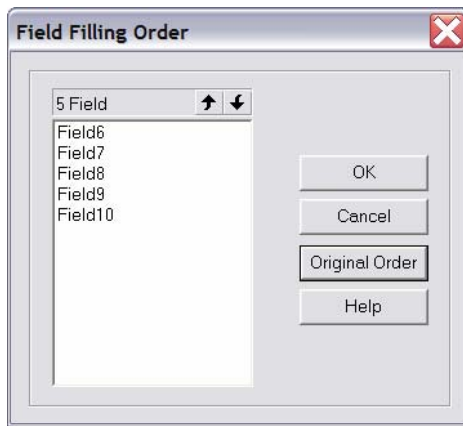 Field Filling Order
5 Field
Field6
Field7
Field8
Field9
Field10
OK
Cancel
Original Order
Help